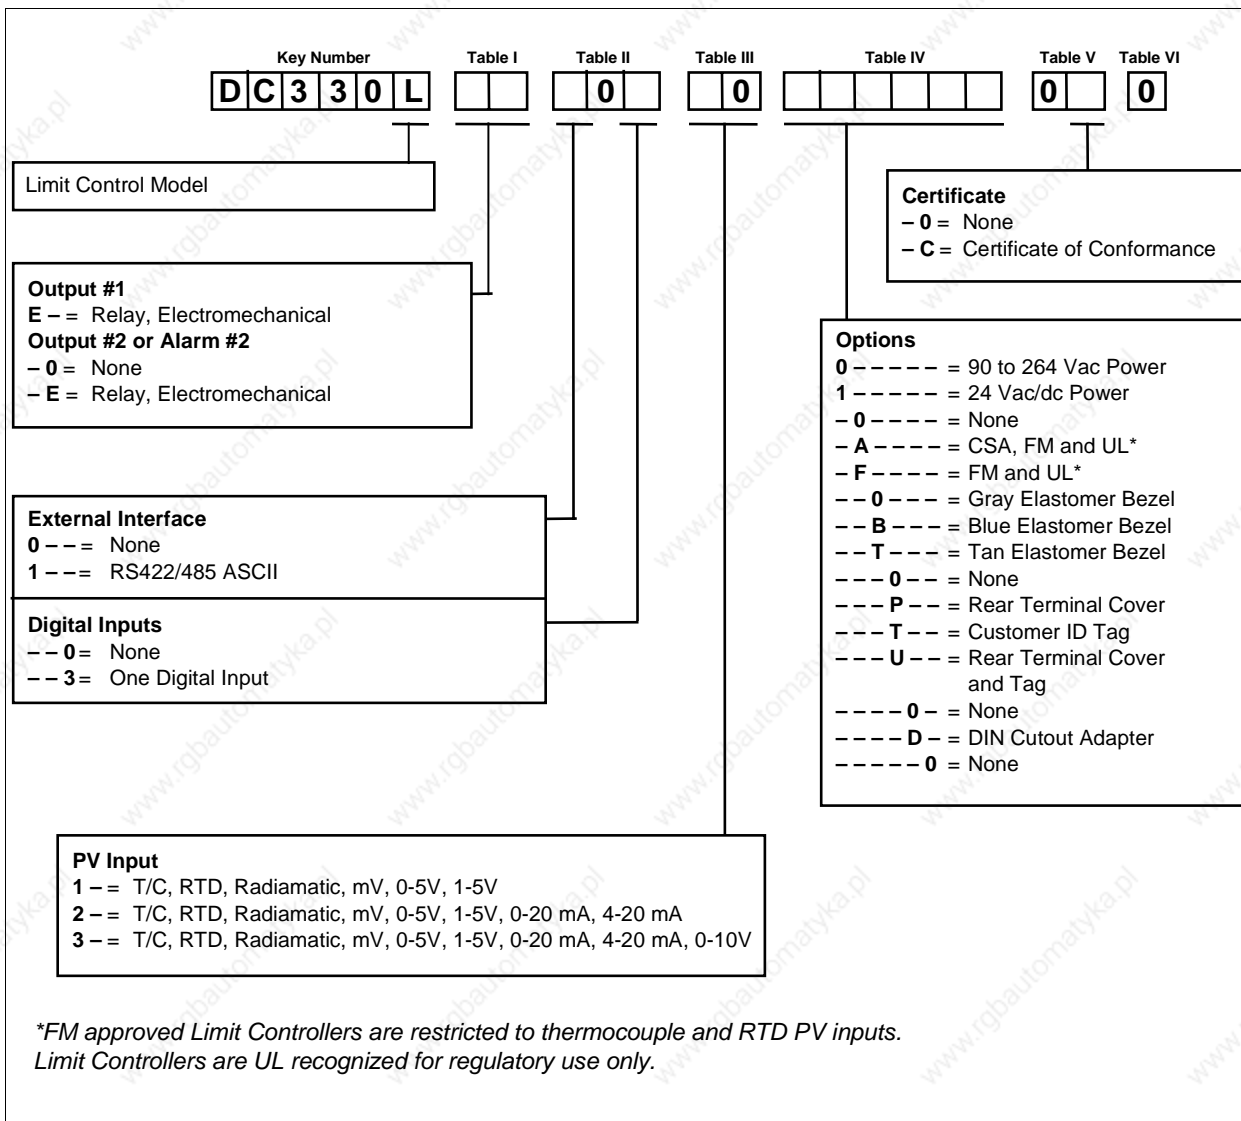 Key Number Table I Table II Table III Table IV Table V Table VI
D C 3 3 0 L 0 0 0 0
Limit Control Model
Certificate
– 0 = None
– C = Certificate of Conformance
Output #1
E – = Relay, Electromechanical
Output #2 or Alarm #2
– 0 = None
– E = Relay, Electromechanical
Options
0 – – – – – = 90 to 264 Vac Power
1 – – – – – = 24 Vac/dc Power
– 0 – – – – = None
– A – – – – = CSA, FM and UL*
– F – – – – = FM and UL*
– – 0 – – – = Gray Elastomer Bezel
– – B – – – = Blue Elastomer Bezel
– – T – – – = Tan Elastomer Bezel
– – – 0 – – = None
– – – P – – = Rear Terminal Cover
– – – T – – = Customer ID Tag
– – – U – – = Rear Terminal Cover
and Tag
– – – – 0 – = None
– – – – D – = DIN Cutout Adapter
– – – – – 0 = None
External Interface
0 – – = None
1 – – = RS422/485 ASCII
Digital Inputs
– – 0 = None
– – 3 = One Digital Input
PV Input
1 – = T/C, RTD, Radiamatic, mV, 0-5V, 1-5V
2 – = T/C, RTD, Radiamatic, mV, 0-5V, 1-5V, 0-20 mA, 4-20 mA
3 – = T/C, RTD, Radiamatic, mV, 0-5V, 1-5V, 0-20 mA, 4-20 mA, 0-10V
*FM approved Limit Controllers are restricted to thermocouple and RTD PV inputs.
Limit Controllers are UL recognized for regulatory use only.
www.rgbautomatyka.pl